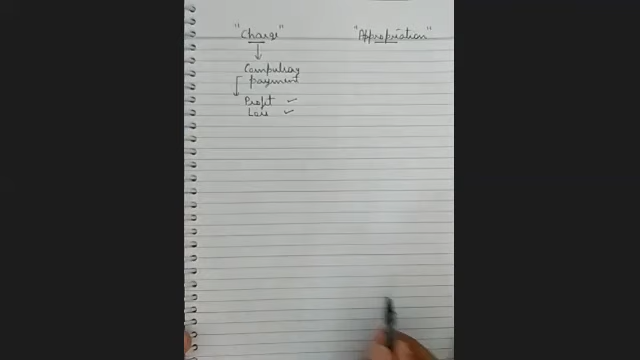 "Charge" "Appropriation"
Compulsory
payment
Profit ✓
Loss ✓